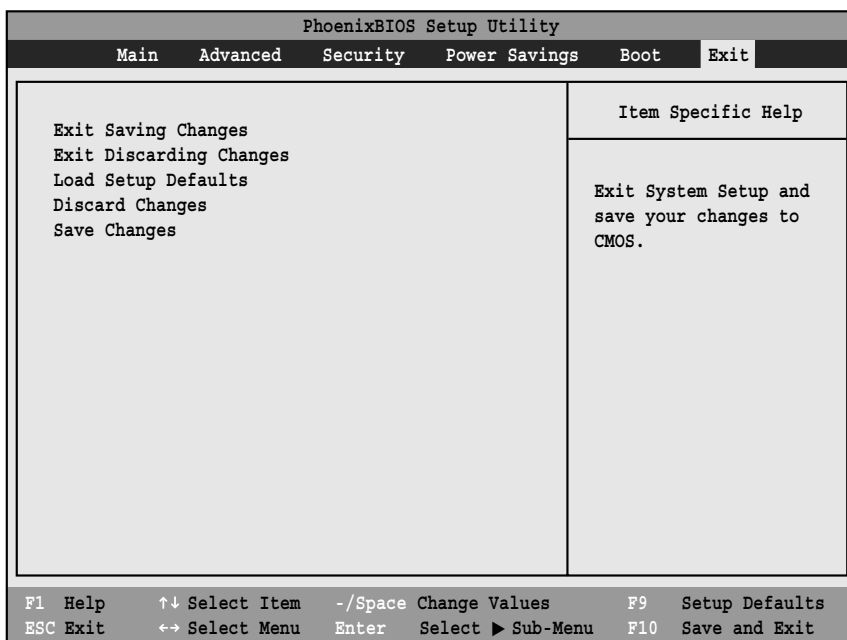 PhoenixBIOS Setup Utility
Main Advanced Security Power Savings Boot Exit
Exit Saving Changes
Exit Discarding Changes
Load Setup Defaults
Discard Changes
Save Changes
Item Specific Help
Exit System Setup and
save your changes to
CMOS.
F1 Help ↑↓ Select Item -/Space Change Values F9 Setup Defaults
ESC Exit ←→ Select Menu Enter Select ▶ Sub-Menu F10 Save and Exit